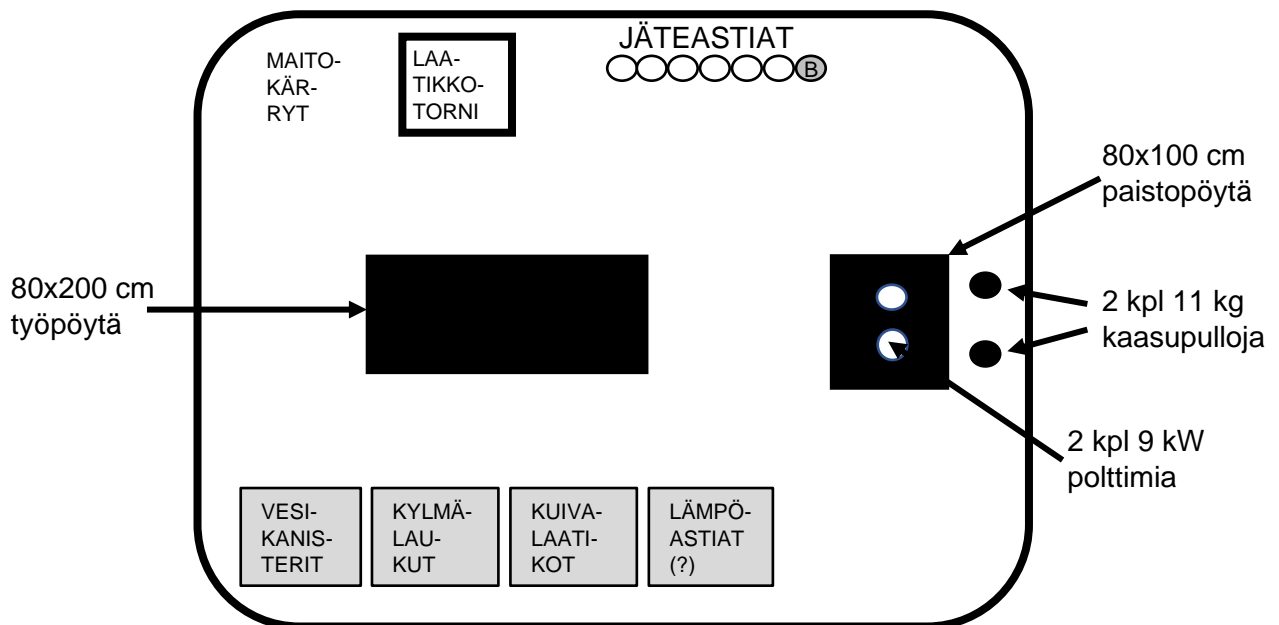 JÄTEASTIAT
B
MAITO-
KÄR-
RYT
LAA-
TIKKO-
TORNI
80x100 cm
paistopöytä
80x200 cm
työpöytä
2 kpl 11 kg
kaasupulloja
2 kpl 9 kW
polttimia
VESI-
KANIS-
TERIT
KYLMÄ-
LAU-
KUT
KUIVA-
LAATI-
KOT
LÄMPÖ-
ASTIAT
(?)